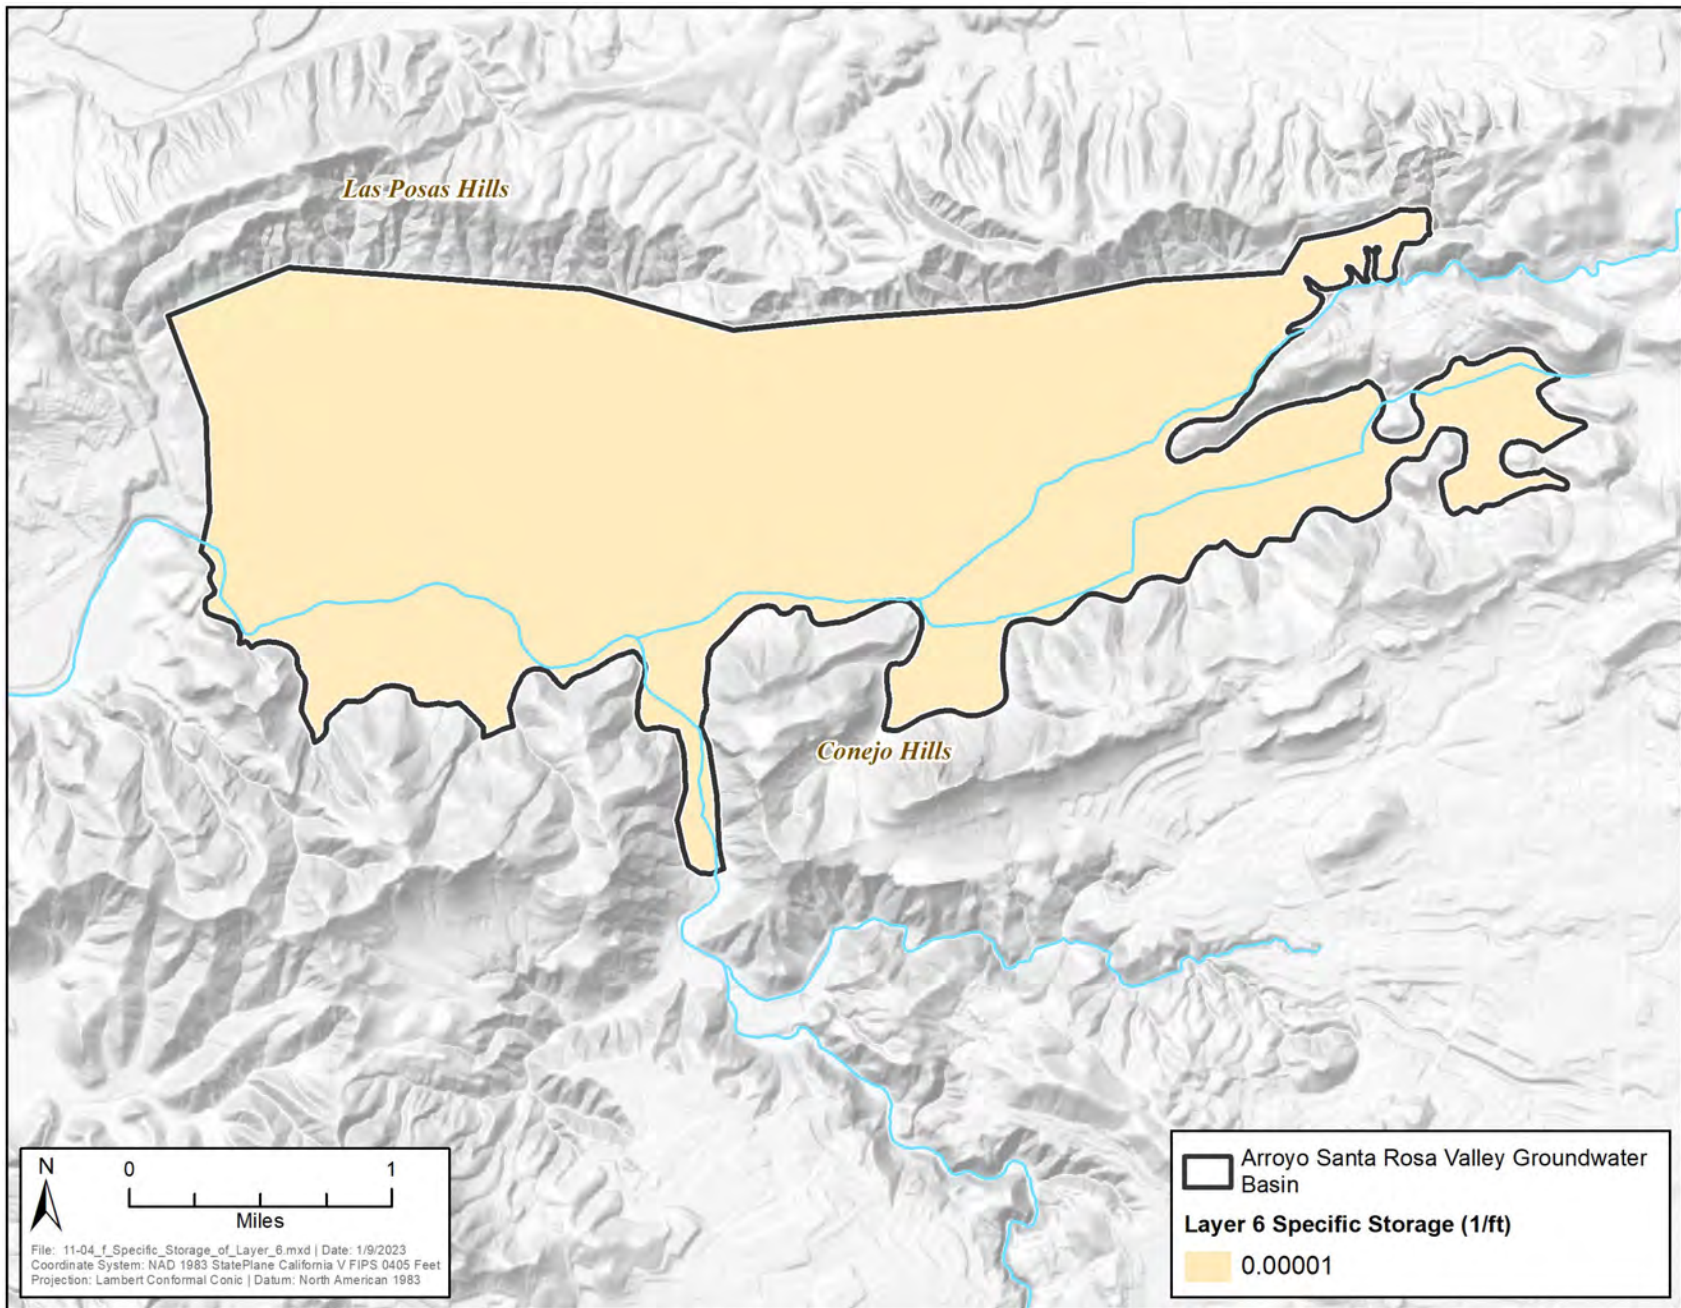 Las Posas Hills
Conejo Hills
N
0 1
Miles
File: 11-04_f_Specific_Storage_of_Layer_6.mxd | Date: 1/9/2023
Coordinate System: NAD 1983 StatePlane California V FIPS 0405 Feet
Projection: Lambert Conformal Conic | Datum: North American 1983
Arroyo Santa Rosa Valley Groundwater
Basin
Layer 6 Specific Storage (1/ft)
0.00001